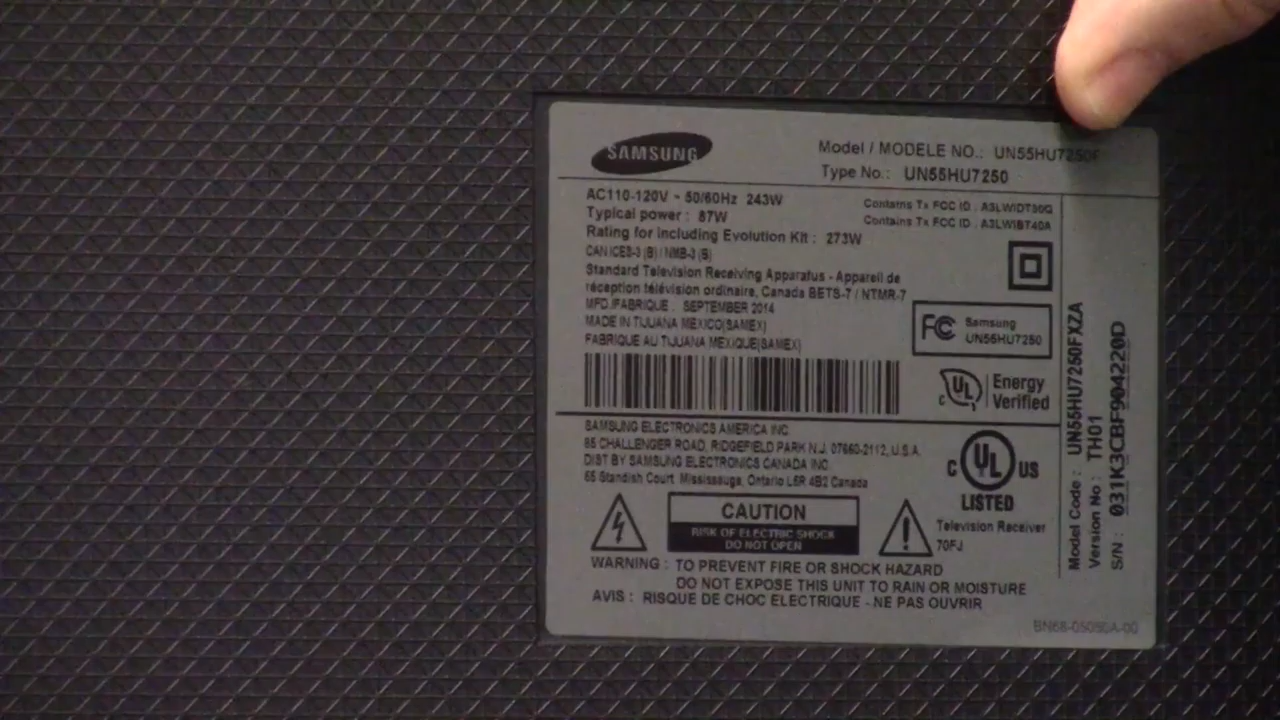 SAMSUNG
Model / MODELE NO.: UN55HU7250F
Type No.: UN55HU7250
AC110-120V ~ 50/60Hz 243W
Typical power : 87W
Rating for Including Evolution Kit : 273W
CAN ICES-3 (B) / NMB-3 (B)
Standard Television Receiving Apparatus - Appareil de
réception télévision ordinaire, Canada BETS-7 / NTMR-7
MFD./FABRIQUE : SEPTEMBER 2014
MADE IN TIJUANA MEXICO(SAMEX)
FABRIQUE AU TIJUANA MEXIQUE(SAMEX)
Contains Tx FCC ID : A3LWIDT30Q
Contains Tx FCC ID : A3LWIBT40A
FC Samsung
UN55HU7250
C UL Energy
Verified
SAMSUNG ELECTRONICS AMERICA INC.
85 CHALLENGER ROAD, RIDGEFIELD PARK N.J. 07660-2112, U.S.A.
DIST BY SAMSUNG ELECTRONICS CANADA INC
55 Standish Court Mississauga, Ontario L5R 4B2 Canada
C UL US
LISTED
Television Receiver
70FJ
CAUTION
RISK OF ELECTRIC SHOCK
DO NOT OPEN
WARNING : TO PREVENT FIRE OR SHOCK HAZARD
DO NOT EXPOSE THIS UNIT TO RAIN OR MOISTURE
AVIS : RISQUE DE CHOC ELECTRIQUE - NE PAS OUVRIR
Model Code : UN55HU7250FXZA
Version No : TH01
S/N : 031K3CBF904220D